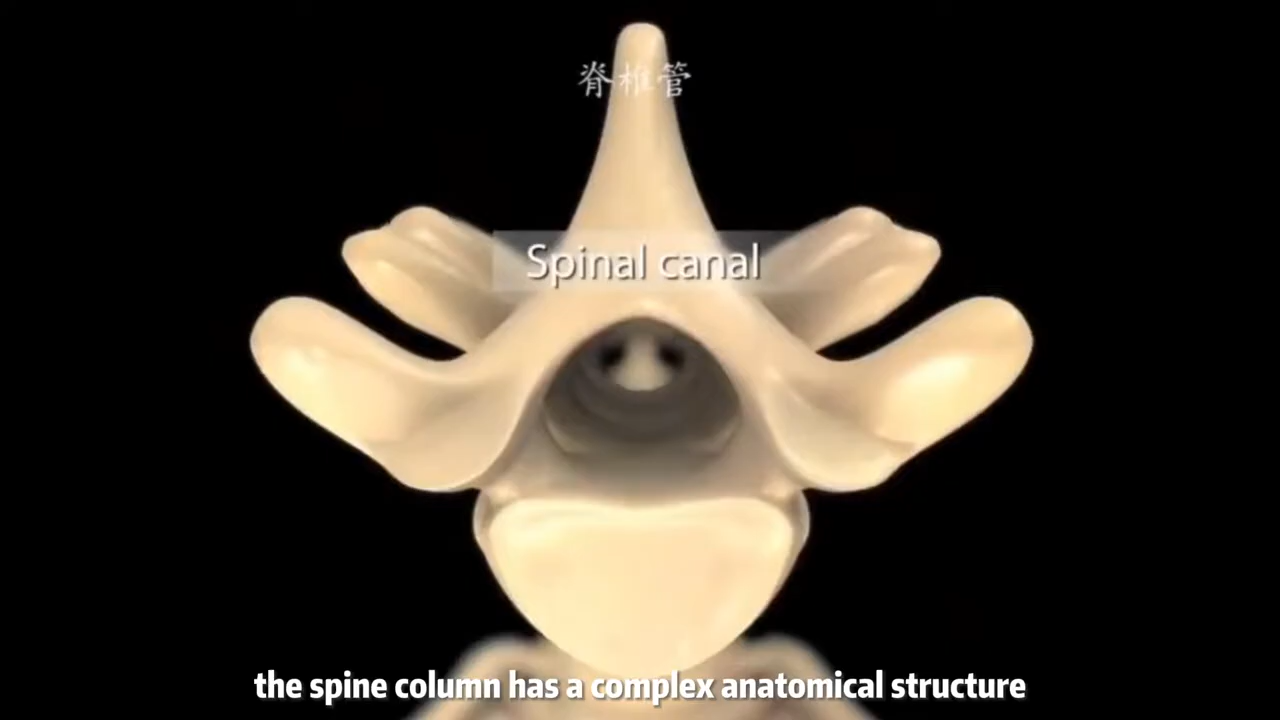 脊椎管
Spinal canal
the spine column has a complex anatomical structure